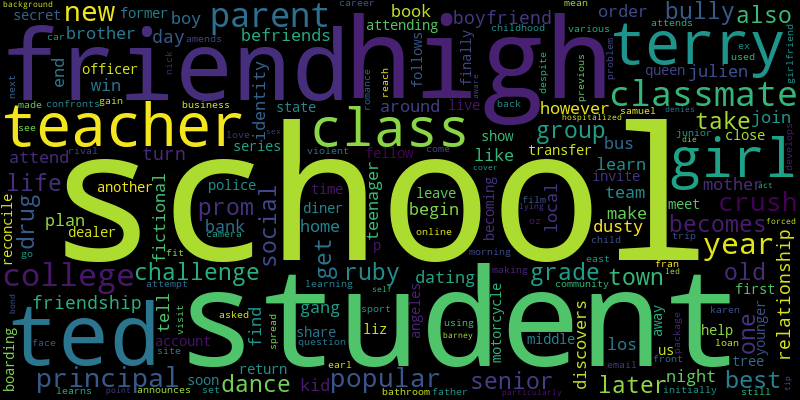 background
secret
new
former
boy
parent
book
attending
boyfriend
order
bully
also
career
mean
childhood
various
attends
car
brother
day
amends
befriends
follows
finally
despite
previous
problem
queen
julien
ex
used
girlfriend
next
end
officer
win
nick
friend
high
terry
made
confronts
gain
business
identity
state
around
reach
romance
live
aware
back
however
hospitalized
samuel
denies
classmate
see
teacher
class
group
take
join
junior
die
close
develops
attend
rival
turn
love
sex
series
violent
fellow
come
show
like
cover
transfer
bus
learn
invite
team
girl
mother
act
life
another
police
time
school
leave
begin
becoming
film
lying
oz
local
make
meet
crush
reconcile
drug
plan
dealer
fictional
prom
bank
camera
social
diner
home
teenager
p
online
morning
dusty
child
trip
becomes
forced
year
go
fit
college
challenge
attempt
get
ruby
dating
grade
making
east
community
town
fran
led
old
first
relationship
friendship
tell
visit
learning
self
gang
sport
angeles
motorcycle
discovers
away
karen
package
help
one
younger
ted
student
boarding
bond
face
account
site
asked
spread
find
share
question
liz
using
barney
middle
los
us
email
front
loan
tree
principal
soon
return
earl
popular
senior
later
night
best
learns
point
announces
set
dance
kid
bathroom
father
particularly
initially
still
tip